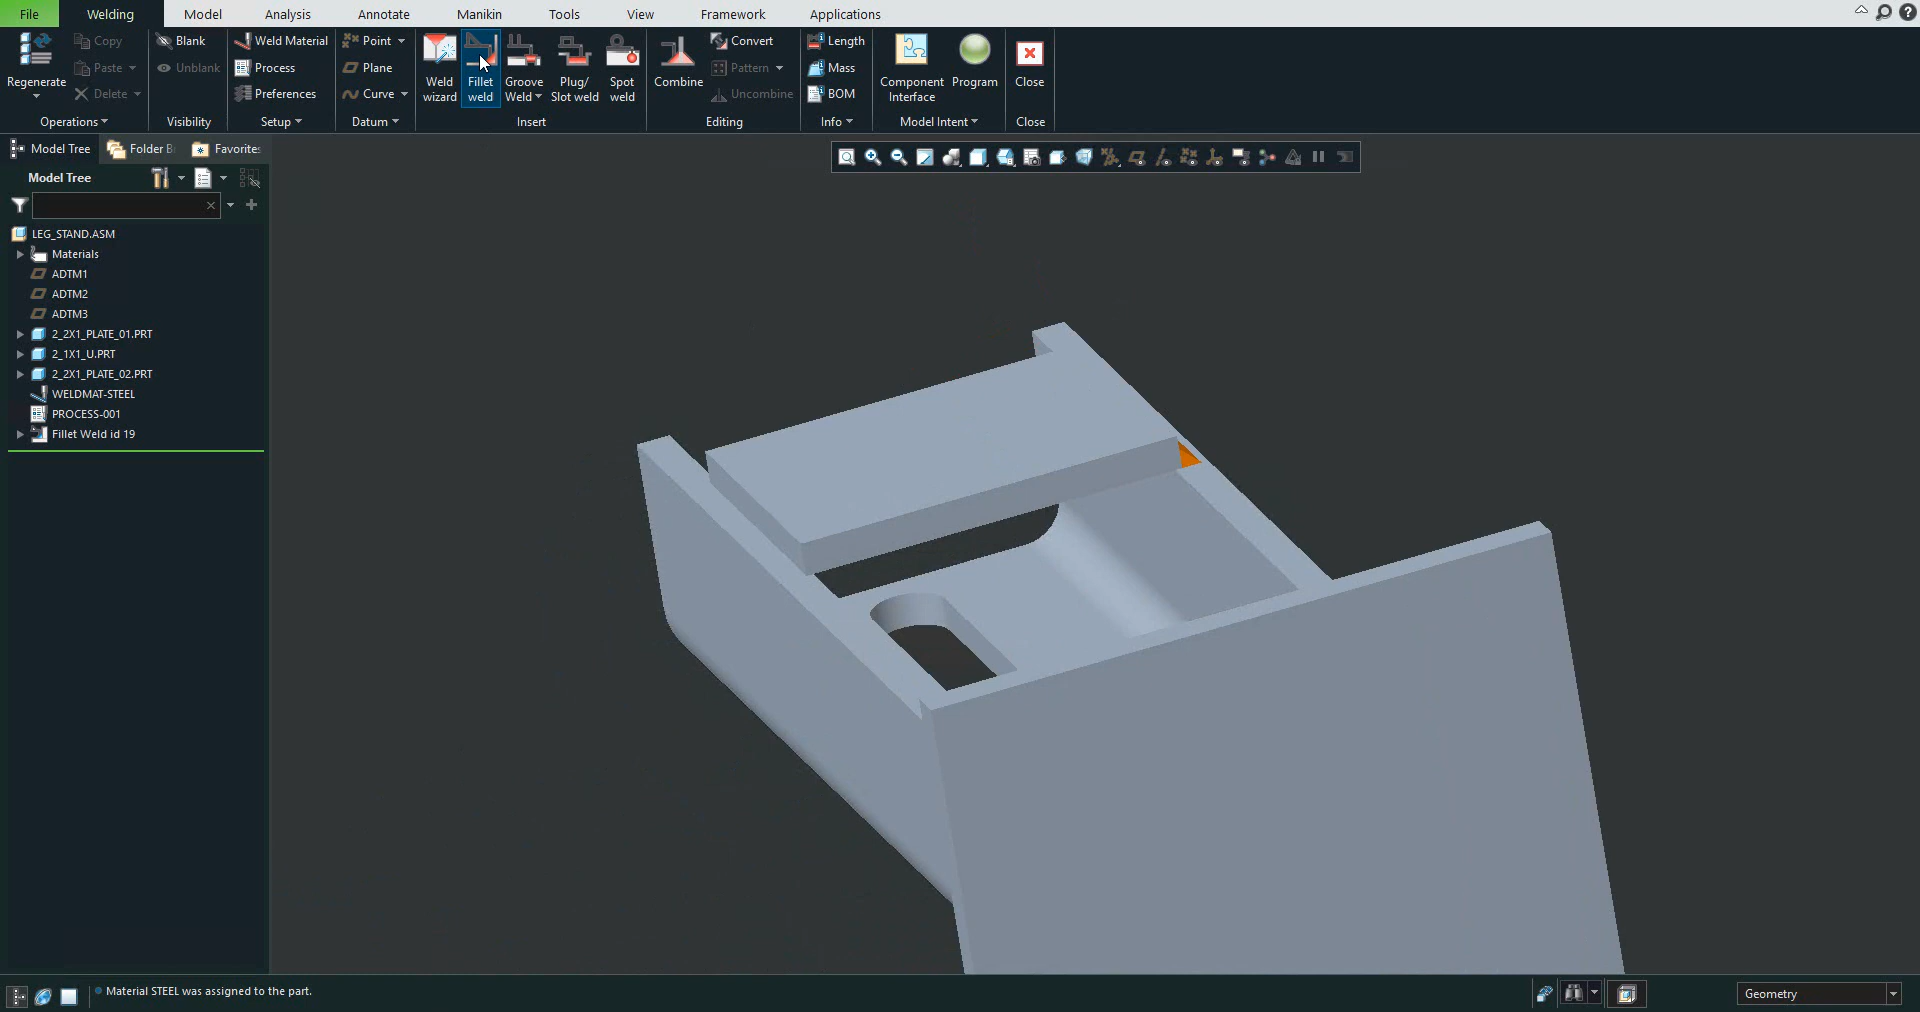 File Welding Model Analysis Annotate Manikin Tools View Framework Applications
Regenerate
Copy
Paste
Delete
Operations
Blank
Unblank
Visibility
Weld Material
Process
Preferences
Setup
Point
Plane
Curve
Datum
Weld wizard
Fillet weld
Groove Weld
Plug/ Slot weld
Spot weld
Insert
Combine
Convert
Pattern
Uncombine
Editing
Length
Mass
BOM
Info
Component Interface
Program
Model Intent
Close
Close
Model Tree Folder B Favorites
Model Tree
LEG_STAND.ASM
Materials
ADTM1
ADTM2
ADTM3
2_2X1_PLATE_01.PRT
2_1X1_U.PRT
2_2X1_PLATE_02.PRT
WELDMAT-STEEL
PROCESS-001
Fillet Weld id 19
Material STEEL was assigned to the part.
Geometry